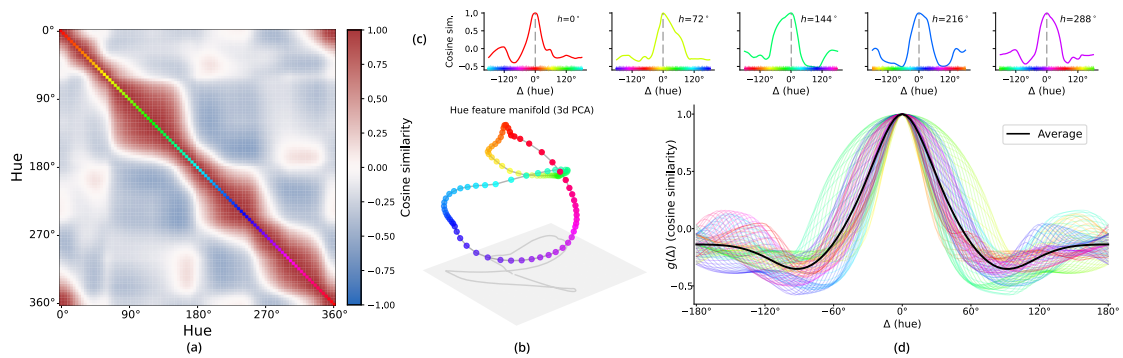 0°
90°
180°
270°
360°
Hue
0°
90°
180°
270°
360°
Hue
(a)
1.00
0.75
0.50
0.25
0.00
−0.25
−0.50
−0.75
−1.00
Cosine similarity
Hue feature manifold (3d PCA)
(b)
(c)
Cosine sim.
1.0
0.5
0.0
−0.5
h=0°
−120°
0°
120°
Δ (hue)
h=72°
−120°
0°
120°
Δ (hue)
h=144°
−120°
0°
120°
Δ (hue)
h=216°
−120°
0°
120°
Δ (hue)
h=288°
−120°
0°
120°
Δ (hue)
g(Δ) (cosine similarity)
1.0
0.5
0.0
−0.5
Average
−180°
−120°
−60°
0°
60°
120°
180°
Δ (hue)
(d)